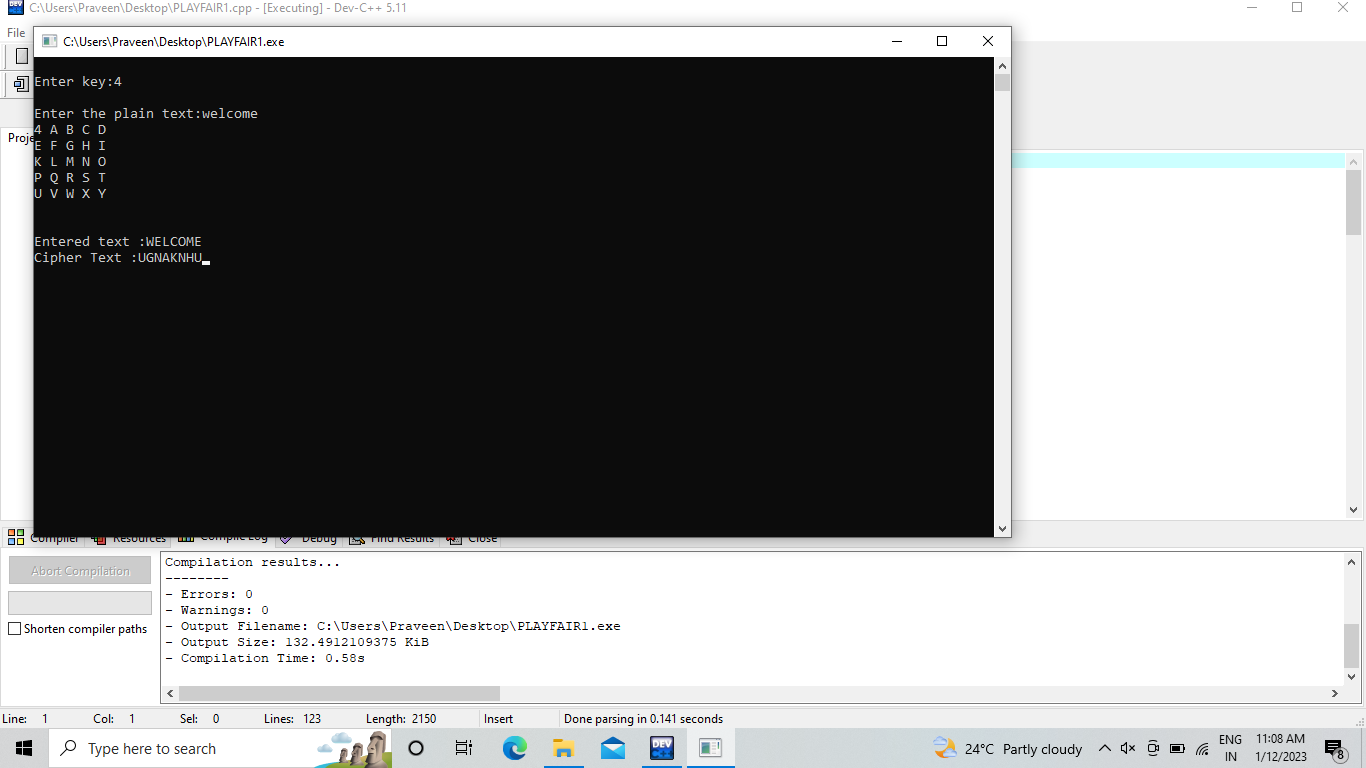 C:\Users\Praveen\Desktop\PLAYFAIR1.cpp - [Executing] - Dev-C++ 5.11
File
C:\Users\Praveen\Desktop\PLAYFAIR1.exe
Enter key:4
Enter the plain text:welcome
4 A B C D
E F G H I
K L M N O
P Q R S T
U V W X Y
Entered text :WELCOME
Cipher Text :UGNAKNHU
Proje
Compiler Resources Compile Log Debug Find Results Close
Abort Compilation
Shorten compiler paths
Compilation results...
--------
- Errors: 0
- Warnings: 0
- Output Filename: C:\Users\Praveen\Desktop\PLAYFAIR1.exe
- Output Size: 132.4912109375 KiB
- Compilation Time: 0.58s
Line: 1 Col: 1 Sel: 0 Lines: 123 Length: 2150 Insert Done parsing in 0.141 seconds
Type here to search
DEV
24°C Partly cloudy
ENG
IN
11:08 AM
1/12/2023
8